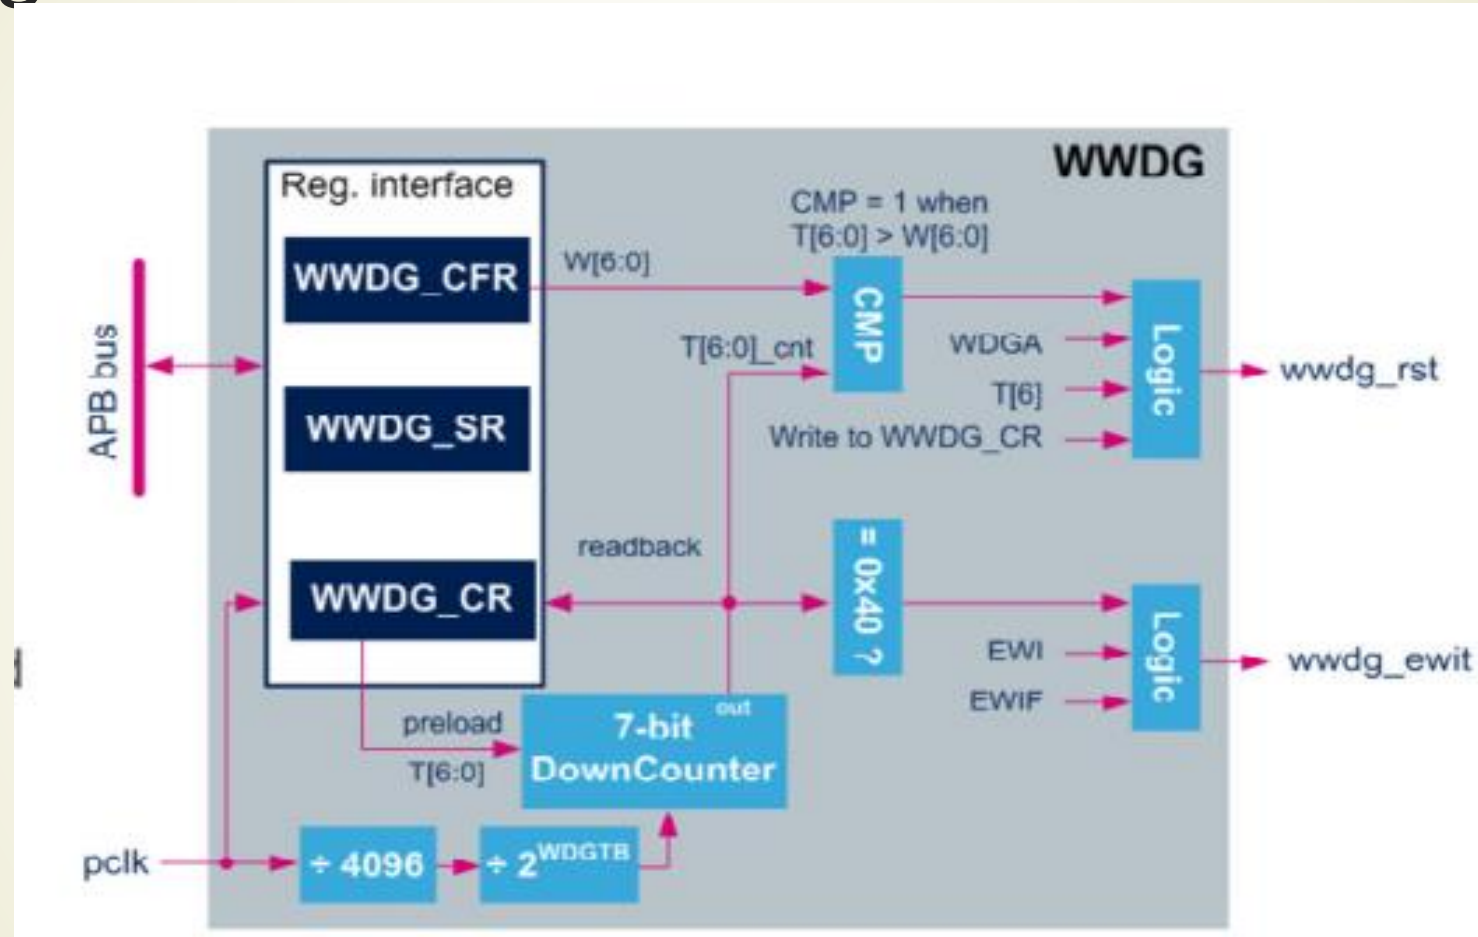 WWDG
Reg. interface
CMP = 1 when
T[6:0] > W[6:0]
WWDG_CFR
W[6:0]
CMP
APB bus
T[6:0]_cnt
WDGA
Logic
wwdg_rst
T[6]
WWDG_SR
Write to WWDG_CR
readback
= 0x40 ?
WWDG_CR
EWI
Logic
wwdg_ewit
EWIF
preload
T[6:0]
out
7-bit
DownCounter
pclk
÷ 4096
÷ 2^WDGTB